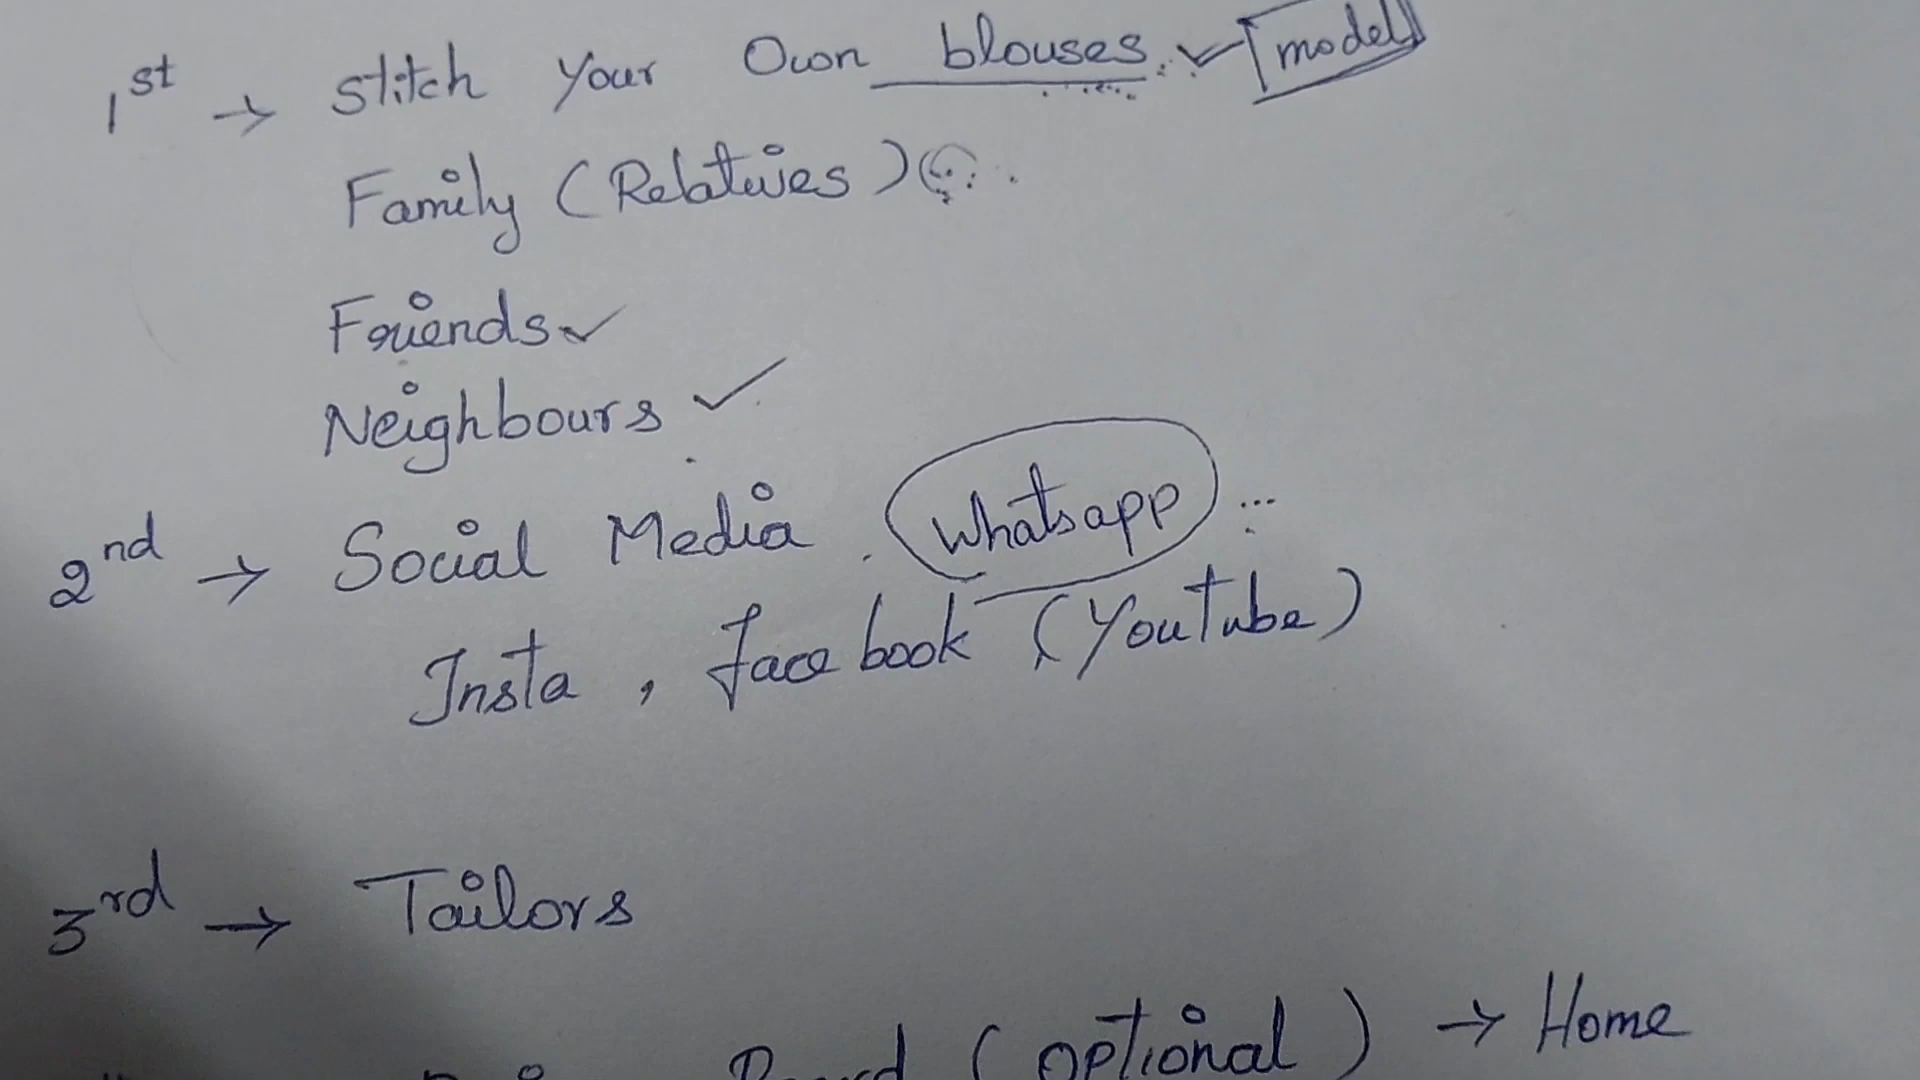 1st → stitch your Own blouses. ✓ [model]
Family (Relatives)
Friends ✓
Neighbours ✓
2nd → Social Media. Whatsapp ...
Insta, facebook (YouTube)
3rd → Tailors
(optional) → Home